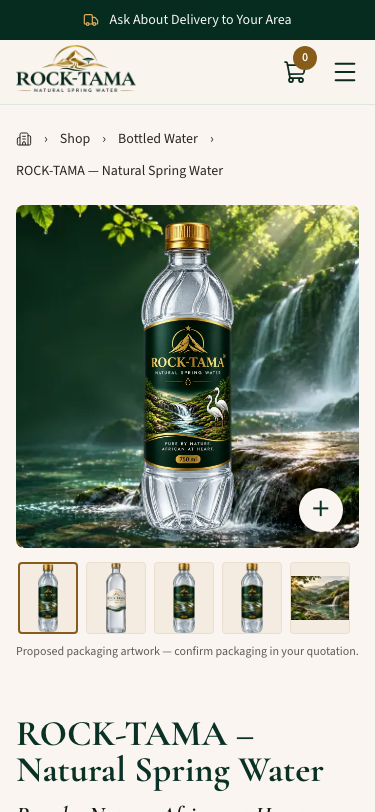 Ask About Delivery to Your Area
ROCK-TAMA
NATURAL SPRING WATER
0
› Shop › Bottled Water ›
ROCK-TAMA — Natural Spring Water
ROCK-TAMA®
NATURAL SPRING WATER
PURE BY NATURE.
AFRICAN AT HEART.
750 ml
+
Proposed packaging artwork — confirm packaging in your quotation.
ROCK-TAMA –
Natural Spring Water